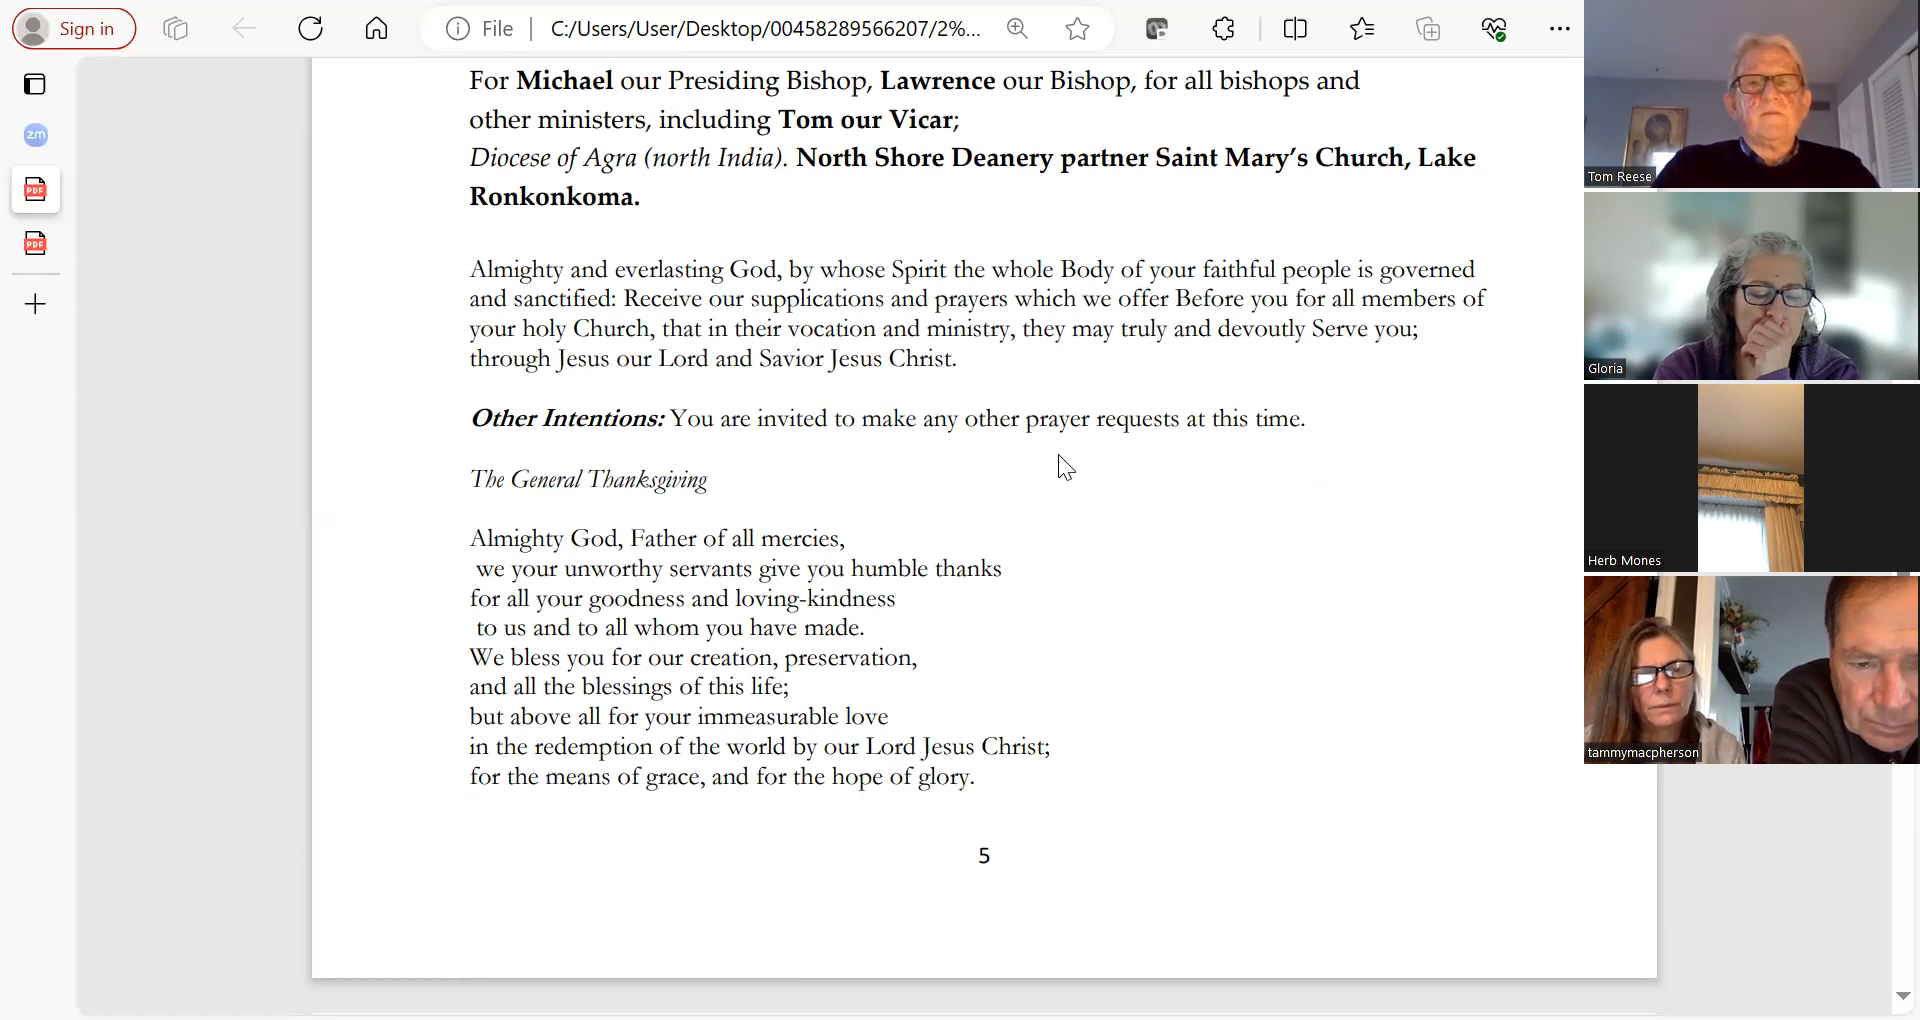 Sign in
File
C:/Users/User/Desktop/00458289566207/2%...
zm
PDF
PDF
For Michael our Presiding Bishop, Lawrence our Bishop, for all bishops and
other ministers, including Tom our Vicar;
Diocese of Agra (north India). North Shore Deanery partner Saint Mary’s Church, Lake
Ronkonkoma.
Almighty and everlasting God, by whose Spirit the whole Body of your faithful people is governed
and sanctified: Receive our supplications and prayers which we offer Before you for all members of
your holy Church, that in their vocation and ministry, they may truly and devoutly Serve you;
through Jesus our Lord and Savior Jesus Christ.
Other Intentions: You are invited to make any other prayer requests at this time.
The General Thanksgiving
Almighty God, Father of all mercies,
we your unworthy servants give you humble thanks
for all your goodness and loving-kindness
to us and to all whom you have made.
We bless you for our creation, preservation,
and all the blessings of this life;
but above all for your immeasurable love
in the redemption of the world by our Lord Jesus Christ;
for the means of grace, and for the hope of glory.
5
Tom Reese
Gloria
Herb Mones
tammymacpherson